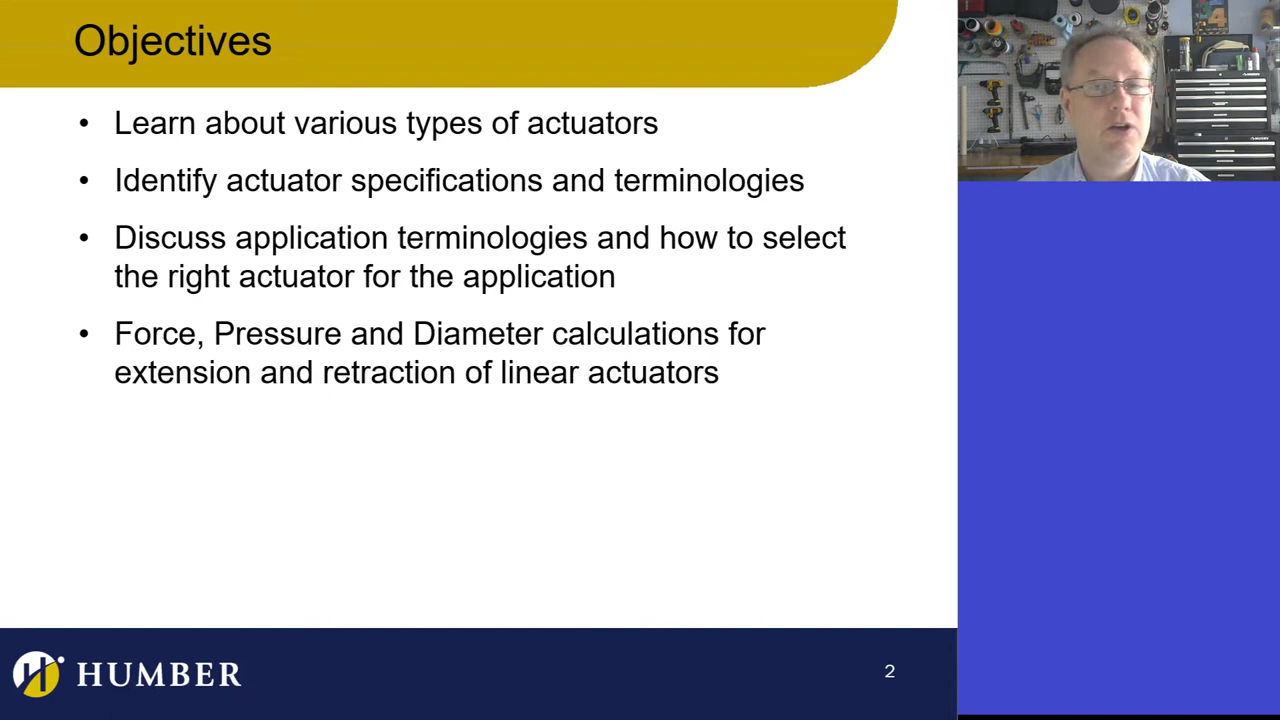 Objectives
• Learn about various types of actuators
• Identify actuator specifications and terminologies
• Discuss application terminologies and how to select
the right actuator for the application
• Force, Pressure and Diameter calculations for
extension and retraction of linear actuators
HUMBER
2